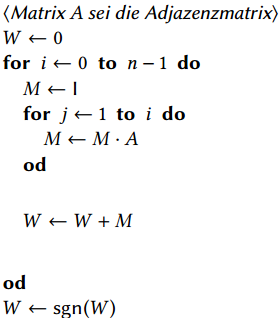 ⟨Matrix A sei die Adjazenzmatrix⟩
W ← 0
for i ← 0 to n − 1 do
M ← I
for j ← 1 to i do
M ← M · A
od
W ← W + M
od
W ← sgn(W)